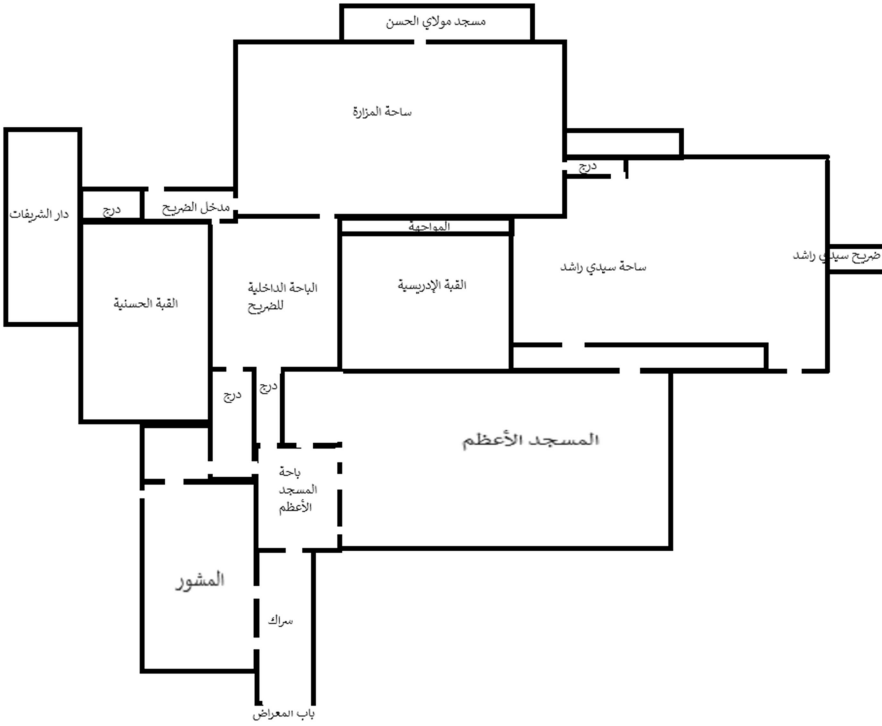 مسجد مولاي الحسن
ساحة المزارة
درج
مدخل الضريح
درج
دار الشريفات
المواجهة
ضريح سيدي راشد
ساحة سيدي راشد
القبة الإدريسية
الباحة الداخلية
للضريح
القبة الحسنية
درج
درج
المسجد الأعظم
باحة
المسجد
الأعظم
المشور
سراك
باب المعراض